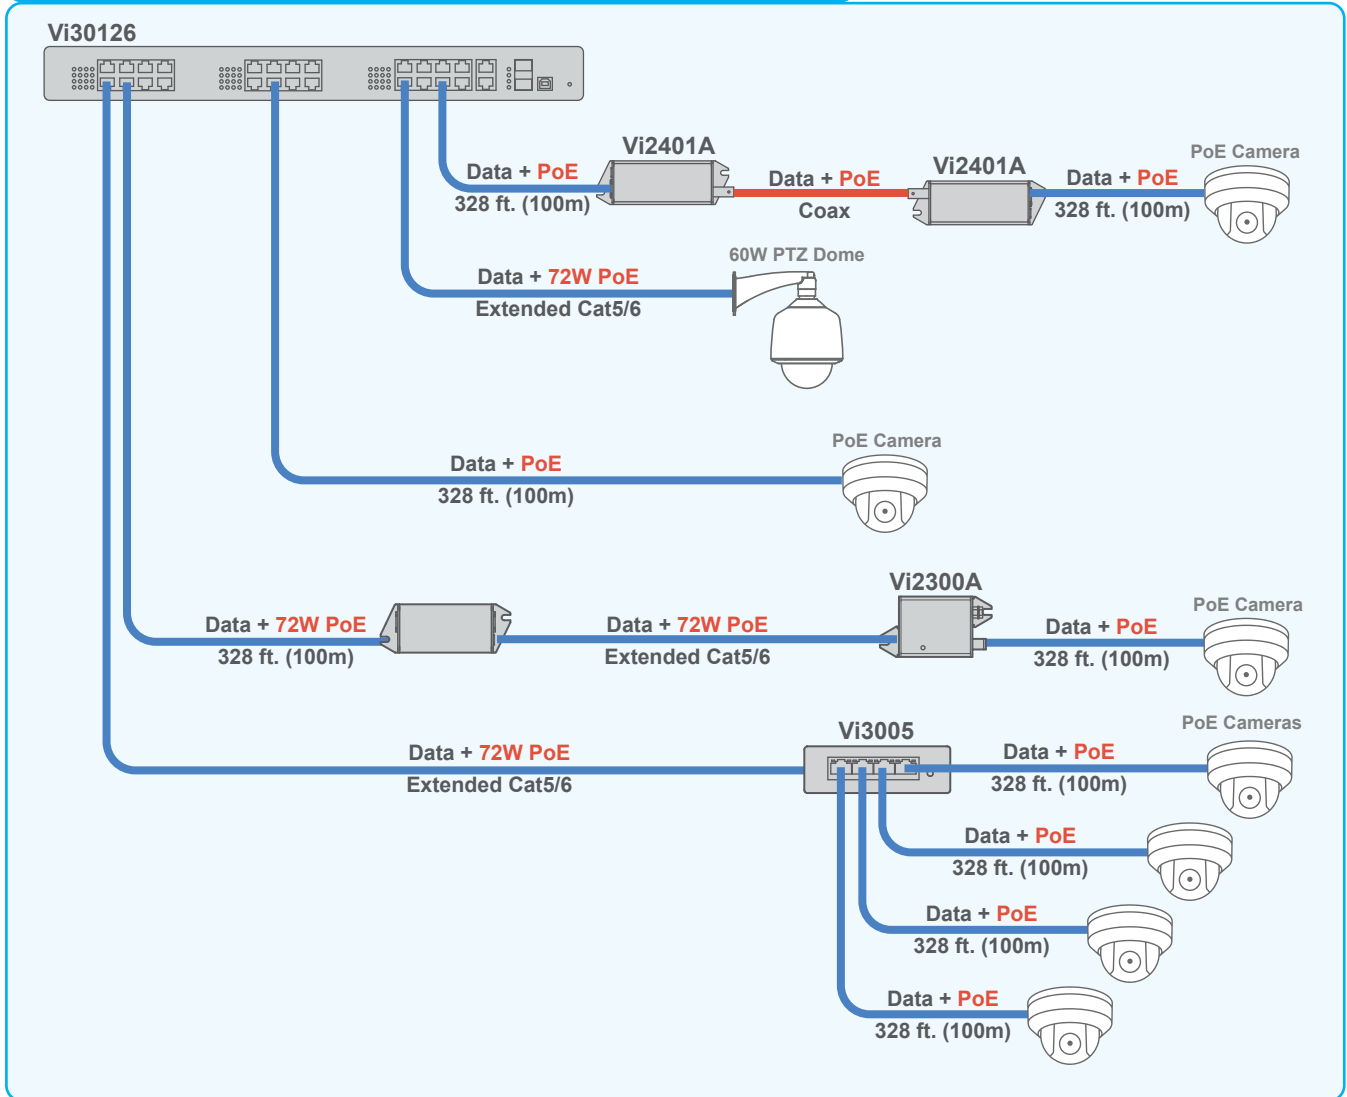 Vi30126
Vi2401A
Data + PoE
328 ft. (100m)
Data + PoE
Coax
Vi2401A
Data + PoE
328 ft. (100m)
PoE Camera
60W PTZ Dome
Data + 72W PoE
Extended Cat5/6
PoE Camera
Data + PoE
328 ft. (100m)
Vi2300A
Data + 72W PoE
328 ft. (100m)
Data + 72W PoE
Extended Cat5/6
Data + PoE
328 ft. (100m)
PoE Camera
Vi3005
PoE Cameras
Data + 72W PoE
Extended Cat5/6
Data + PoE
328 ft. (100m)
Data + PoE
328 ft. (100m)
Data + PoE
328 ft. (100m)
Data + PoE
328 ft. (100m)